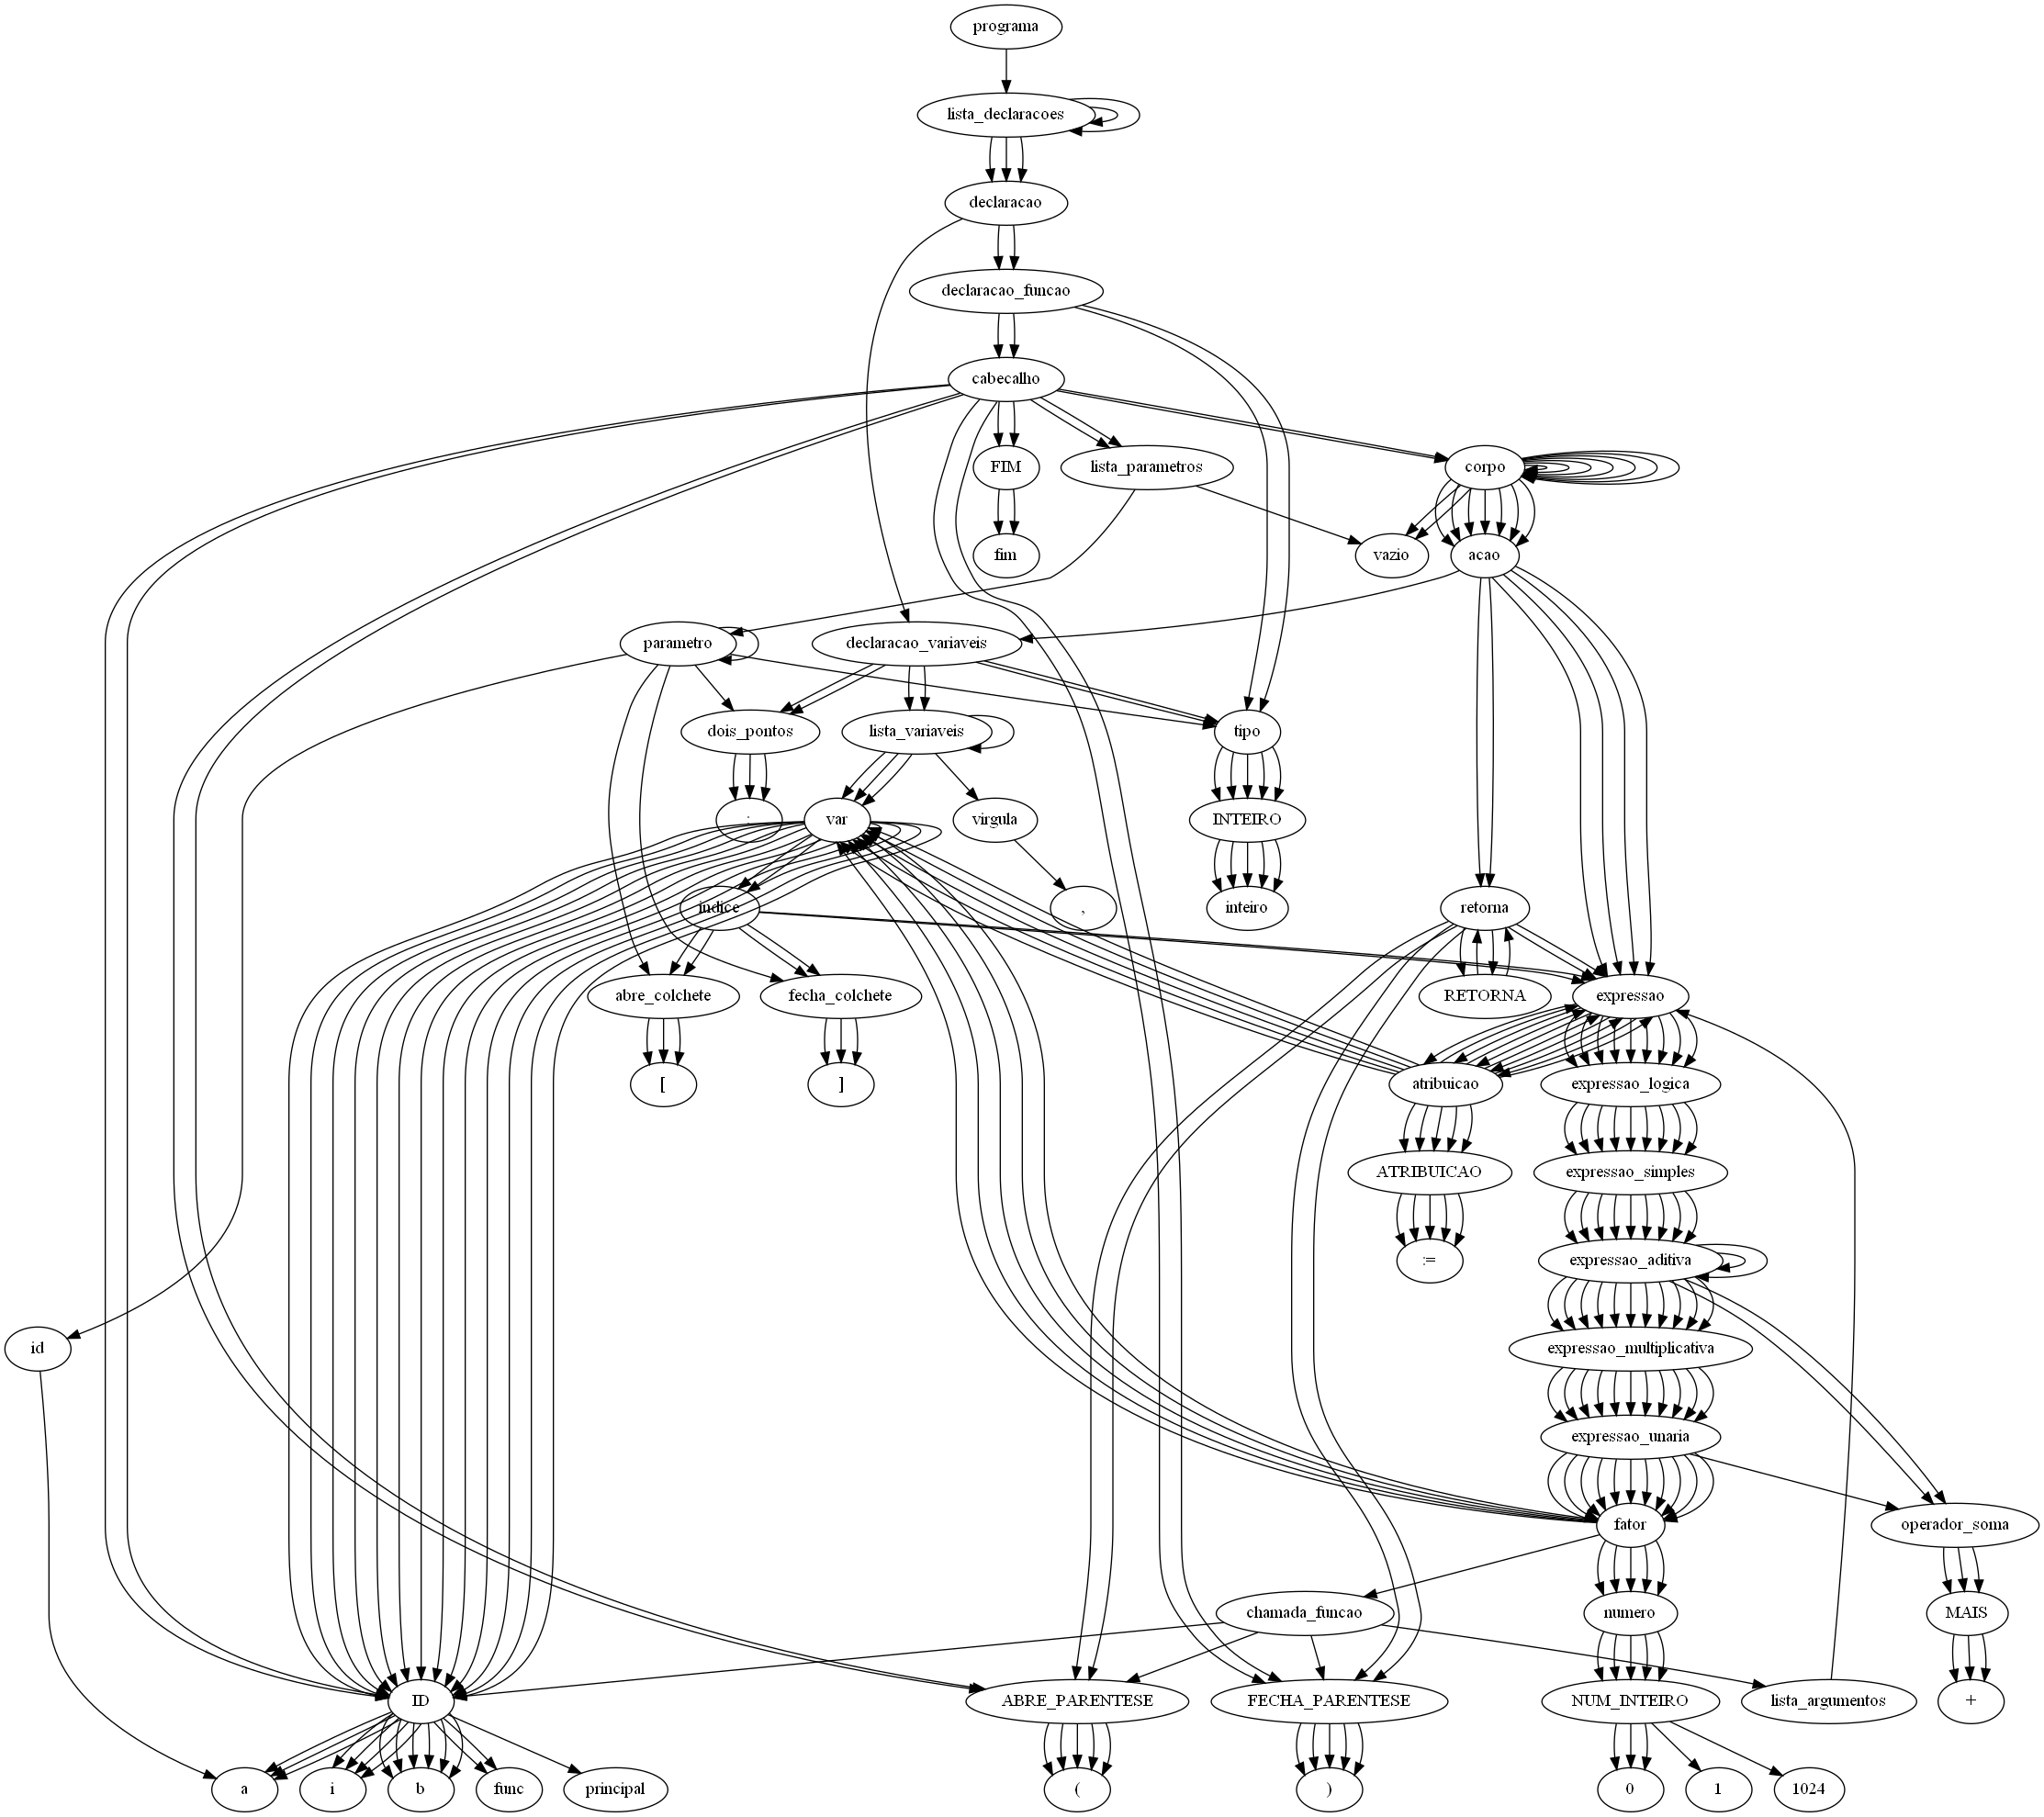 programa
lista_declaracoes
declaracao
declaracao_funcao
cabecalho
FIM
lista_parametros
corpo
fim
vazio
acao
parametro
declaracao_variaveis
dois_pontos
lista_variaveis
tipo
:
var
virgula
INTEIRO
indice
,
inteiro
retorna
abre_colchete
fecha_colchete
RETORNA
expressao
[
]
atribuicao
expressao_logica
ATRIBUICAO
expressao_simples
:=
expressao_aditiva
id
expressao_multiplicativa
expressao_unaria
fator
operador_soma
chamada_funcao
numero
MAIS
ID
ABRE_PARENTESE
FECHA_PARENTESE
NUM_INTEIRO
lista_argumentos
+
a
i
b
func
principal
(
)
0
1
1024